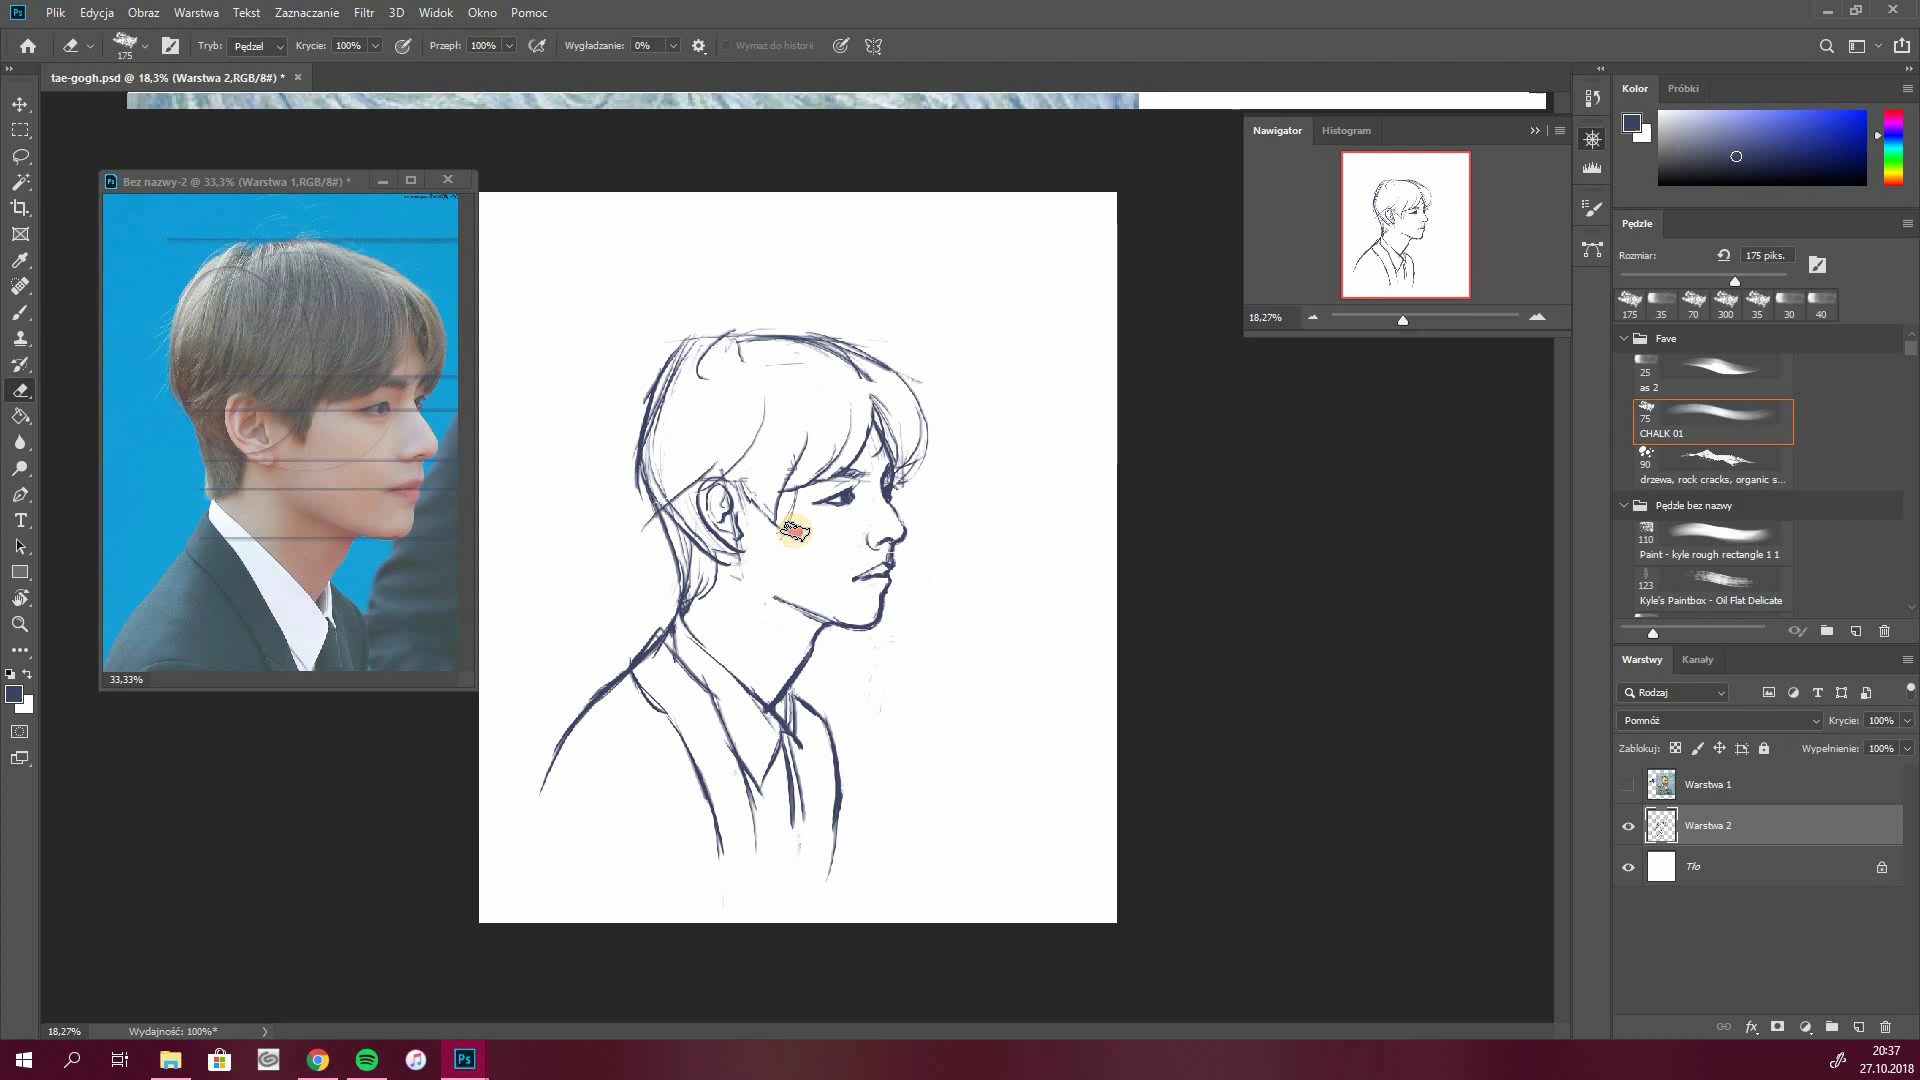 Ps Plik Edycja Obraz Warstwa Tekst Zaznaczanie Filtr 3D Widok Okno Pomoc
175 Tryb: Pędzel Krycie: 100% Przepł: 100% Wygładzanie: 0% Wymaż do historii
tae-gogh.psd @ 18,3% (Warstwa 2,RGB/8#) *
Bez nazwy-2 @ 33,3% (Warstwa 1,RGB/8#) *
33,33%
Nawigator Histogram
18,27%
Kolor Próbki
Pędzle
Rozmiar: 175 piks.
175 35 70 300 35 30 40
Fave
25
as 2
75
CHALK 01
90
drzewa, rock cracks, organic s...
Pędzle bez nazwy
110
Paint - kyle rough rectangle 1 1
123
Kyle's Paintbox - Oil Flat Delicate
Warstwy Kanały
Rodzaj
Pomnóż Krycie: 100%
Zablokuj: Wypełnienie: 100%
Warstwa 1
Warstwa 2
Tło
fx
18,27% Wydajność: 100%*
Ps
20:37
27.10.2018